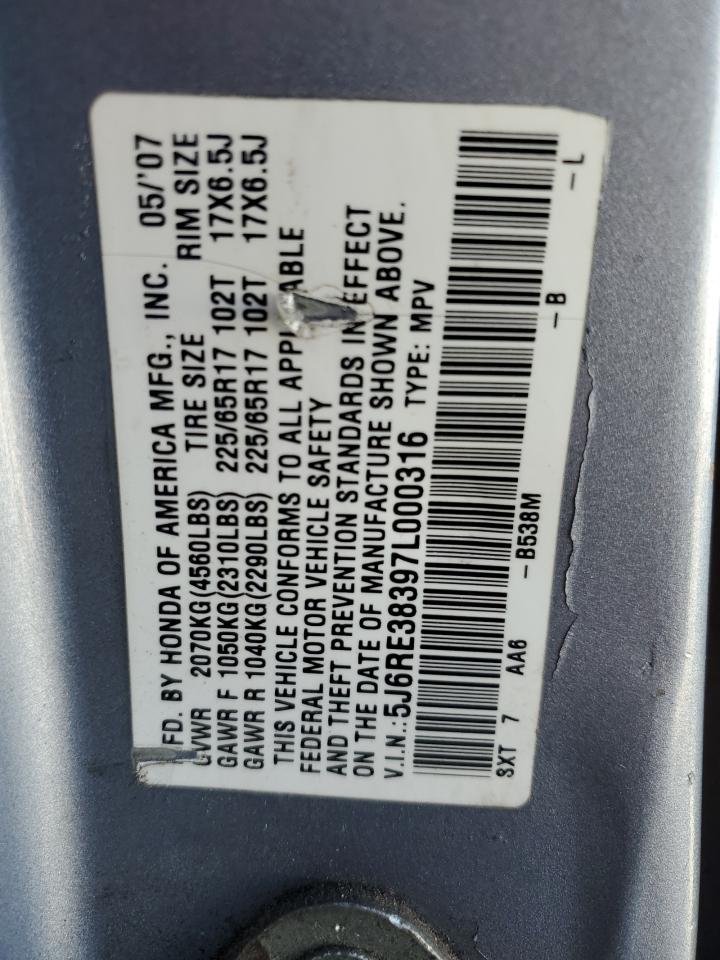 MFD. BY HONDA OF AMERICA MFG., INC. 05/'07
GVWR 2070KG(4560LBS) TIRE SIZE RIM SIZE
GAWR F 1050KG(2310LBS) 225/65R17 102T 17X6.5J
GAWR R 1040KG(2290LBS) 225/65R17 102T 17X6.5J
THIS VEHICLE CONFORMS TO ALL APPLICABLE
FEDERAL MOTOR VEHICLE SAFETY
AND THEFT PREVENTION STANDARDS IN EFFECT
ON THE DATE OF MANUFACTURE SHOWN ABOVE.
V.I.N.:5J6RE38397L000316 TYPE: MPV
SXT 7 AA6 –B538M –B –L